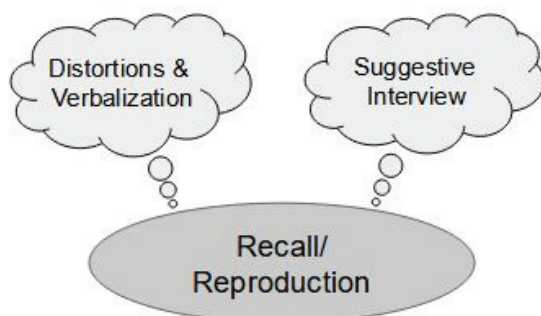 Distortions &
Verbalization
Suggestive
Interview
Recall/
Reproduction